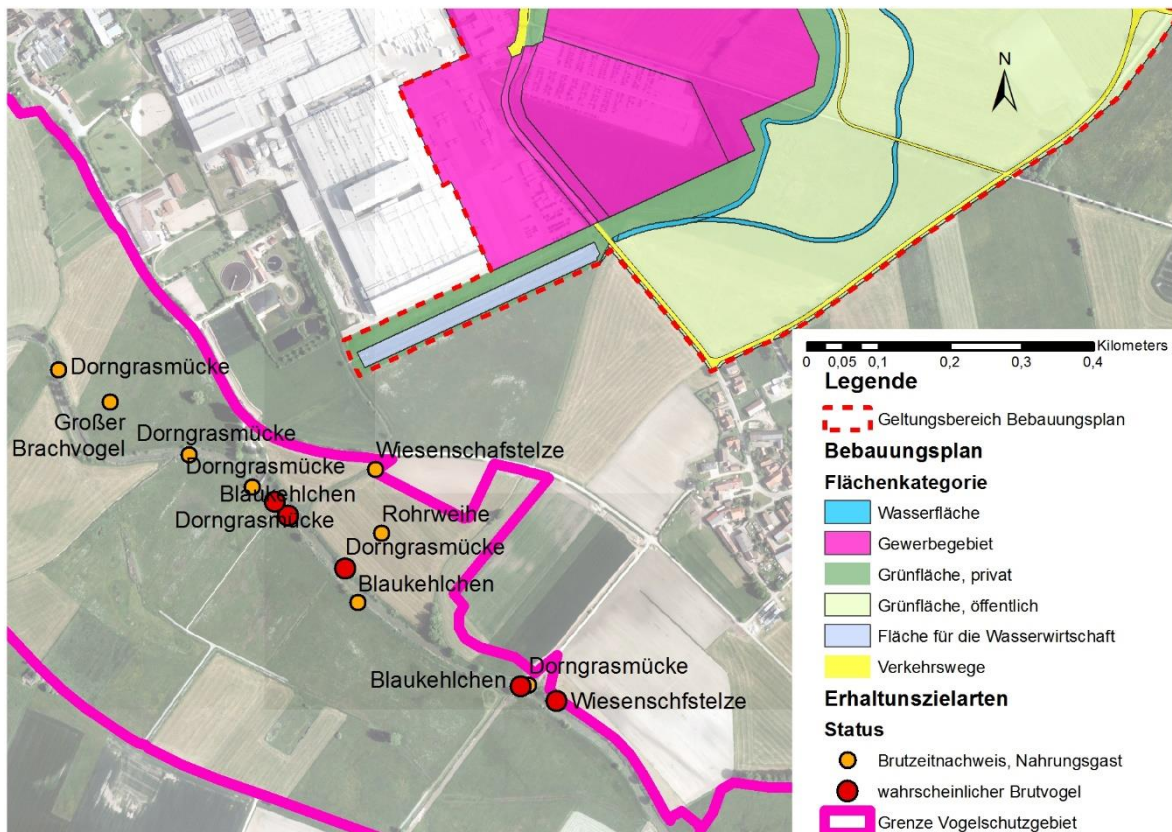 N
Dorngrasmücke
Großer
Brachvogel
Dorngrasmücke
Dorngrasmücke
Blaukehlchen
Dorngrasmücke
Wiesenschafstelze
Rohrweihe
Dorngrasmücke
Blaukehlchen
Dorngrasmücke
Blaukehlchen
Wiesenschfstelze
Kilometers
0 0,05 0,1 0,2 0,3 0,4
Legende
Geltungsbereich Bebauungsplan
Bebauungsplan
Flächenkategorie
Wasserfläche
Gewerbegebiet
Grünfläche, privat
Grünfläche, öffentlich
Fläche für die Wasserwirtschaft
Verkehrswege
Erhaltunszielarten
Status
Brutzeitnachweis, Nahrungsgast
wahrscheinlicher Brutvogel
Grenze Vogelschutzgebiet